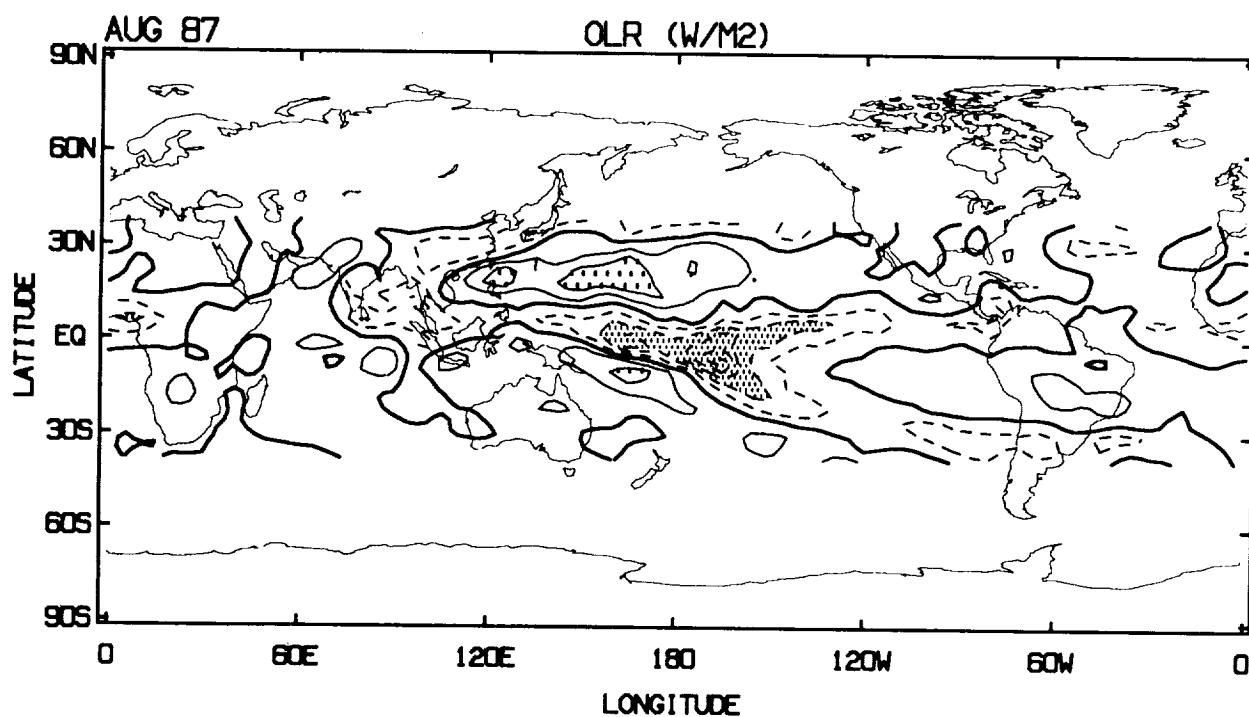 AUG 87 OLR (W/M2)
90N
60N
30N
EQ
30S
60S
90S
LATITUDE
0 60E 120E 180 120W 60W 0
LONGITUDE